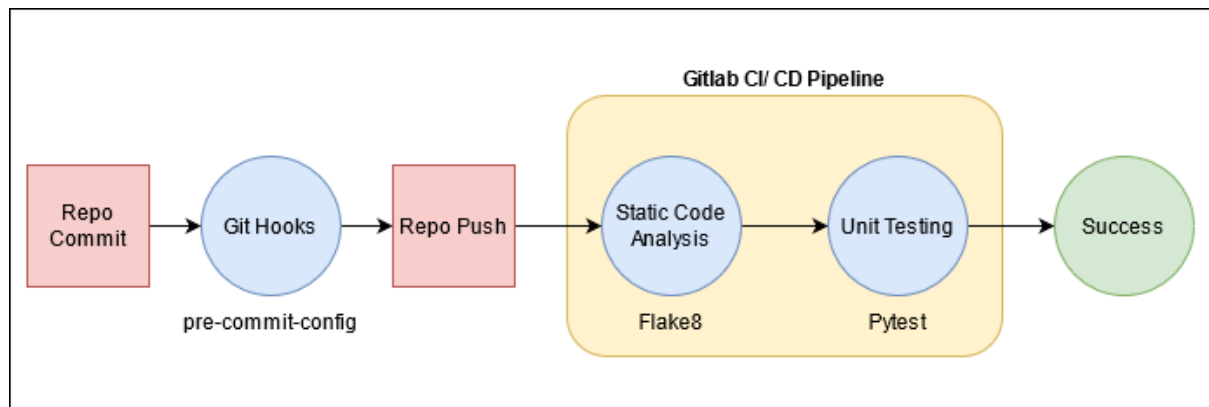 Gitlab CI/ CD Pipeline
Repo
Commit
Git Hooks
Repo Push
Static Code
Analysis
Unit Testing
Success
pre-commit-config
Flake8
Pytest